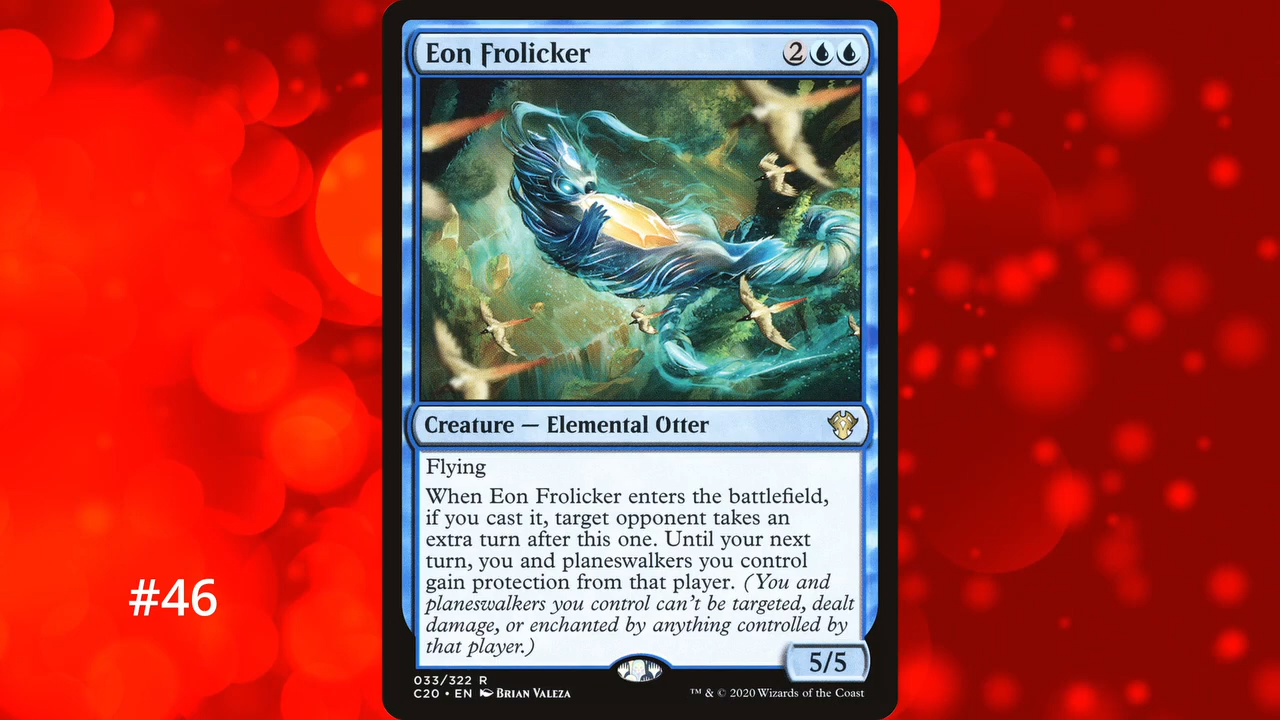 Eon Frolicker 2
Creature — Elemental Otter
Flying
When Eon Frolicker enters the battlefield,
if you cast it, target opponent takes an
extra turn after this one. Until your next
turn, you and planeswalkers you control
gain protection from that player. (You and
planeswalkers you control can't be targeted, dealt
damage, or enchanted by anything controlled by
that player.)
5/5
033/322 R
C20 • EN BRIAN VALEZA
™ & © 2020 Wizards of the Coast
#46